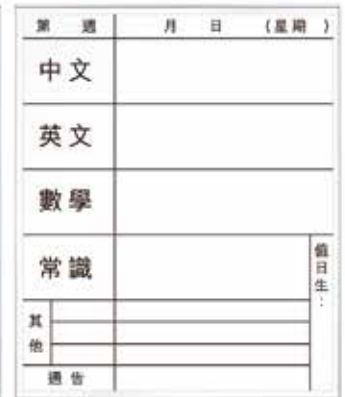 第 週 月 日 (星期 )
中文
英文
數學
常識
值日生：
其他
通告